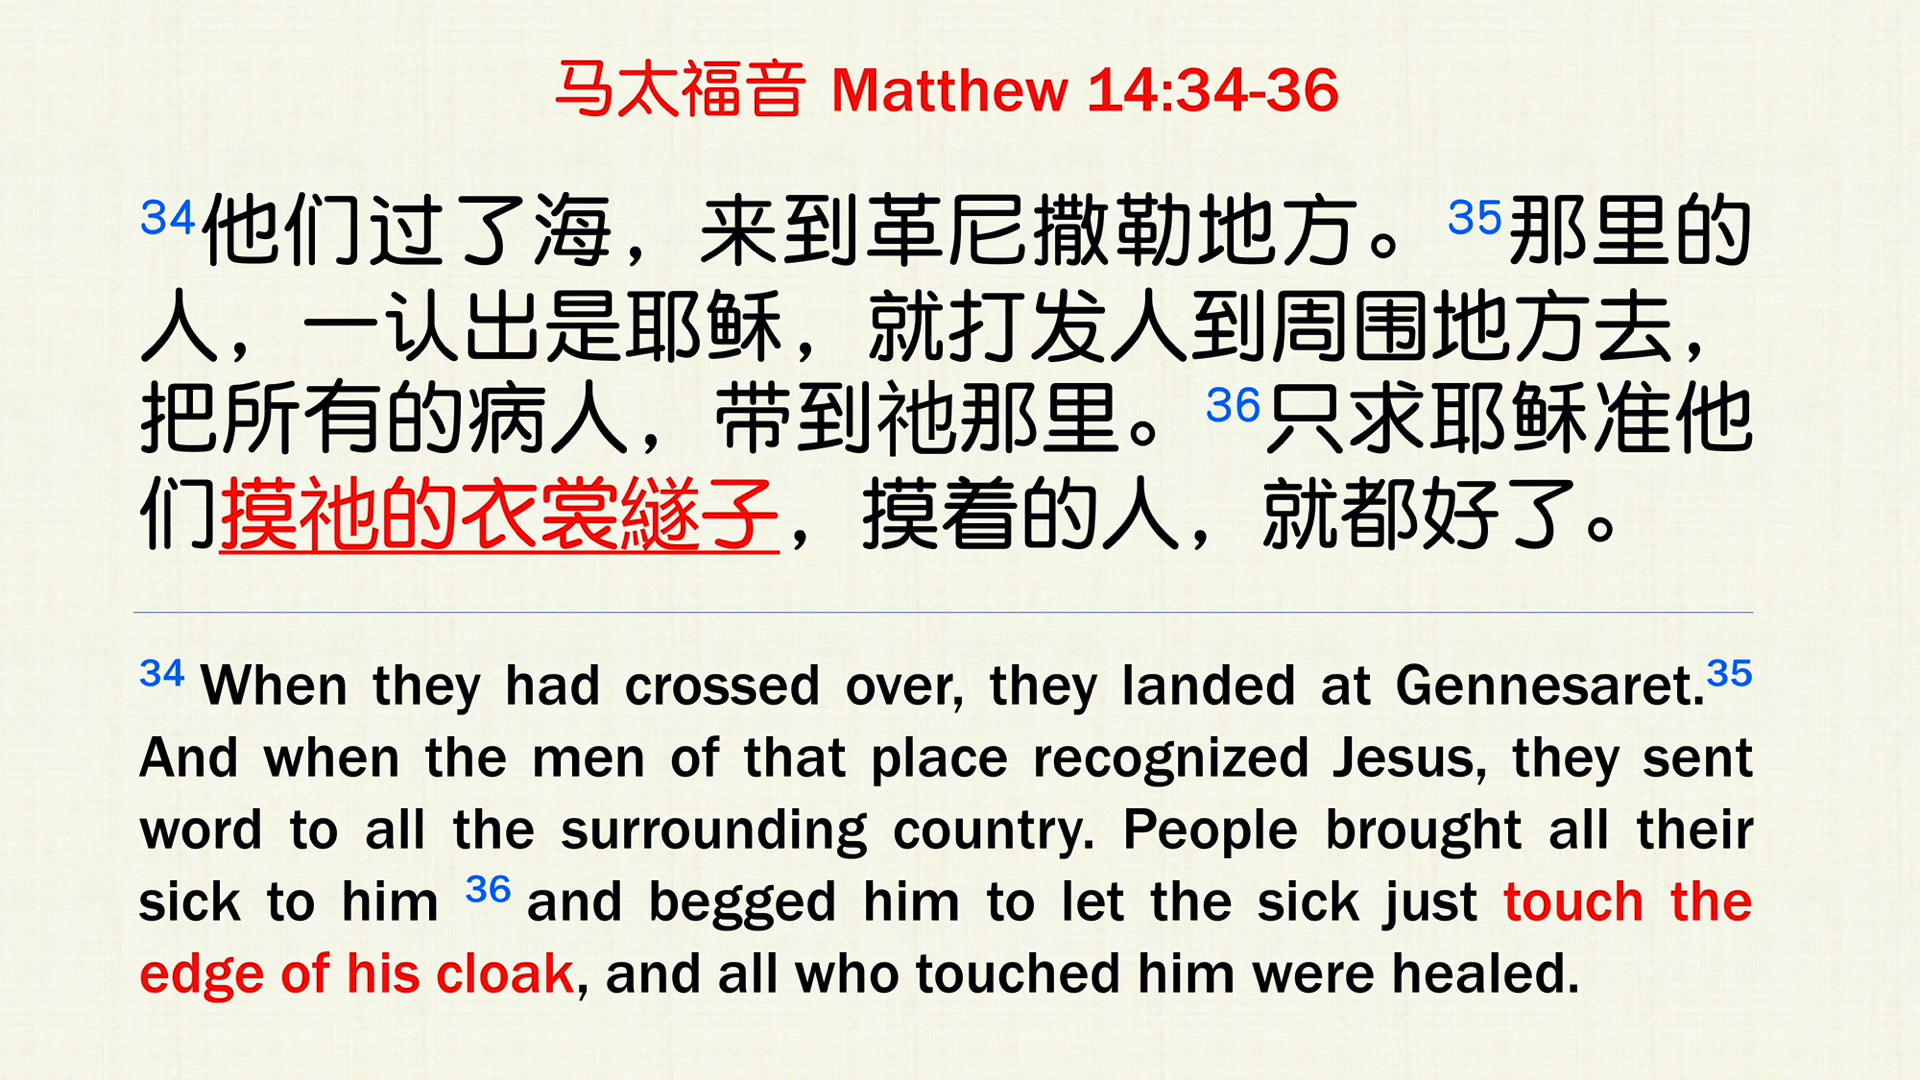 马太福音 Matthew 14:34-36
34他们过了海，来到革尼撒勒地方。35那里的
人，一认出是耶稣，就打发人到周围地方去，
把所有的病人，带到祂那里。36只求耶稣准他
们摸祂的衣裳繸子，摸着的人，就都好了。
34 When they had crossed over, they landed at Gennesaret.35
And when the men of that place recognized Jesus, they sent
word to all the surrounding country. People brought all their
sick to him 36 and begged him to let the sick just touch the
edge of his cloak, and all who touched him were healed.